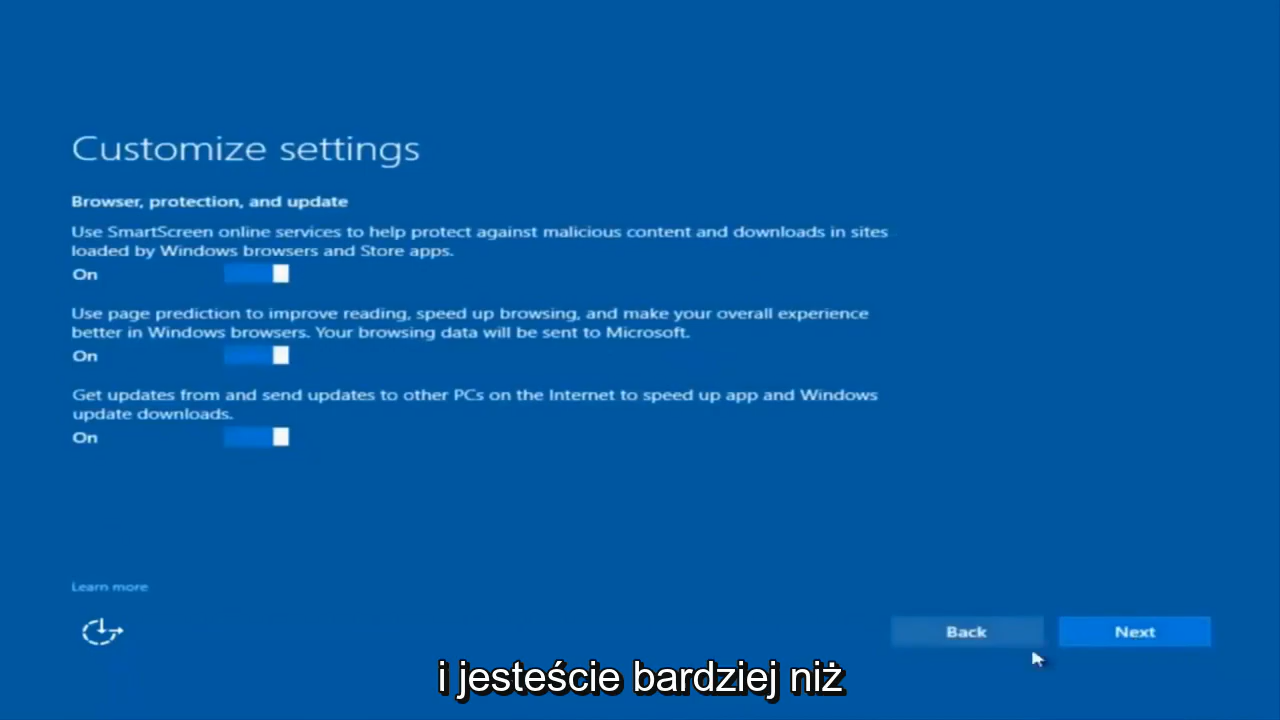 Customize settings
Browser, protection, and update
Use SmartScreen online services to help protect against malicious content and downloads in sites
loaded by Windows browsers and Store apps.
On
Use page prediction to improve reading, speed up browsing, and make your overall experience
better in Windows browsers. Your browsing data will be sent to Microsoft.
On
Get updates from and send updates to other PCs on the Internet to speed up app and Windows
update downloads.
On
Learn more
Back
Next
i jesteście bardziej niż